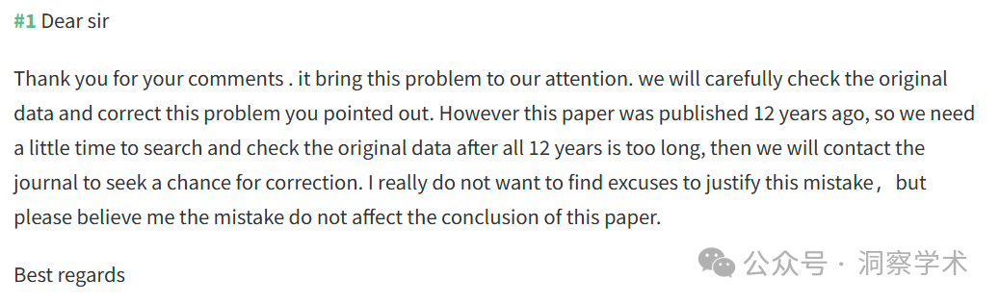 #1 Dear sir
Thank you for your comments . it bring this problem to our attention. we will carefully check the original
data and correct this problem you pointed out. However this paper was published 12 years ago, so we need
a little time to search and check the original data after all 12 years is too long, then we will contact the
journal to seek a chance for correction. I really do not want to find excuses to justify this mistake，but
please believe me the mistake do not affect the conclusion of this paper.
公众号 · 洞察学术
Best regards